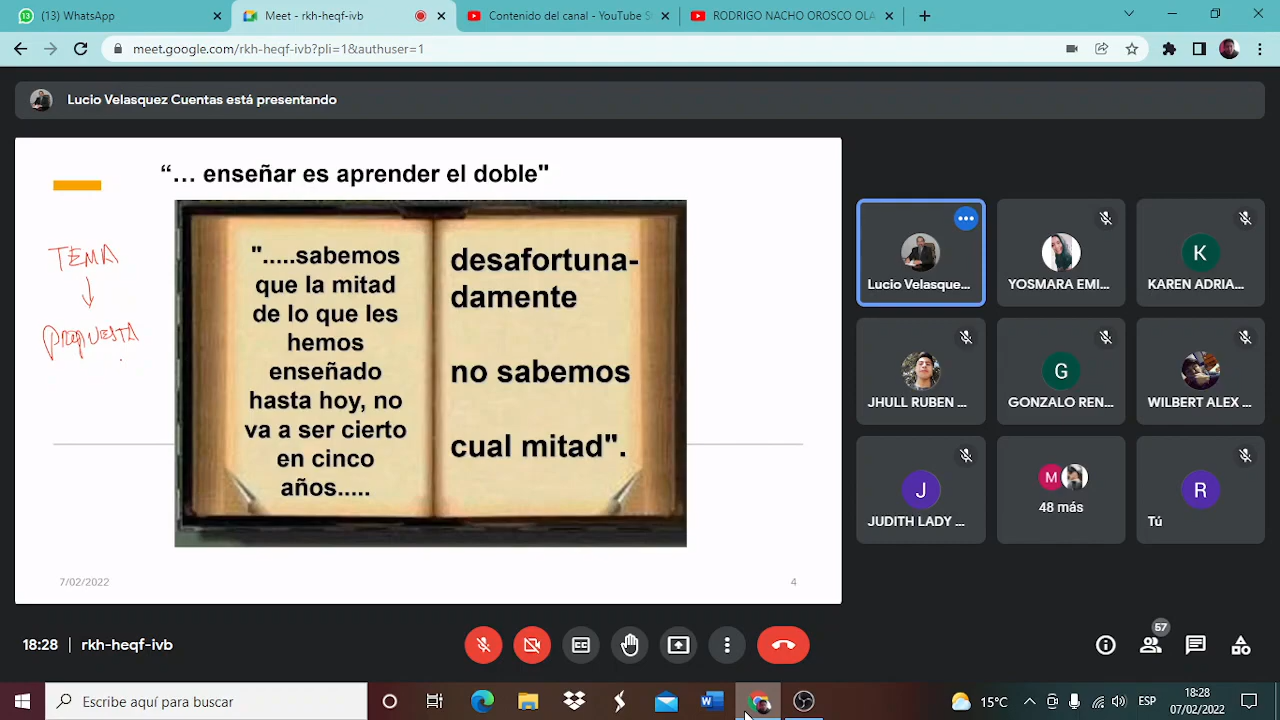 (13) WhatsApp
Meet - rkh-heqf-ivb
Contenido del canal - YouTube S
RODRIGO NACHO OROSCO OLA
meet.google.com/rkh-heqf-ivb?pli=1&authuser=1
Lucio Velasquez Cuentas está presentando
“… enseñar es aprender el doble"
TEMA
PROPUESTA
".....sabemos
que la mitad
de lo que les
hemos
enseñado
hasta hoy, no
va a ser cierto
en cinco
años.....
desafortuna-
damente
no sabemos
cual mitad".
7/02/2022
4
Lucio Velasque...
YOSMARA EMI...
K
KAREN ADRIA...
JHULL RUBEN ...
G
GONZALO REN...
WILBERT ALEX ...
J
JUDITH LADY ...
M
48 más
R
Tú
18:28 | rkh-heqf-ivb
CC
67
Escribe aquí para buscar
15°C
ESP
18:28
07/02/2022